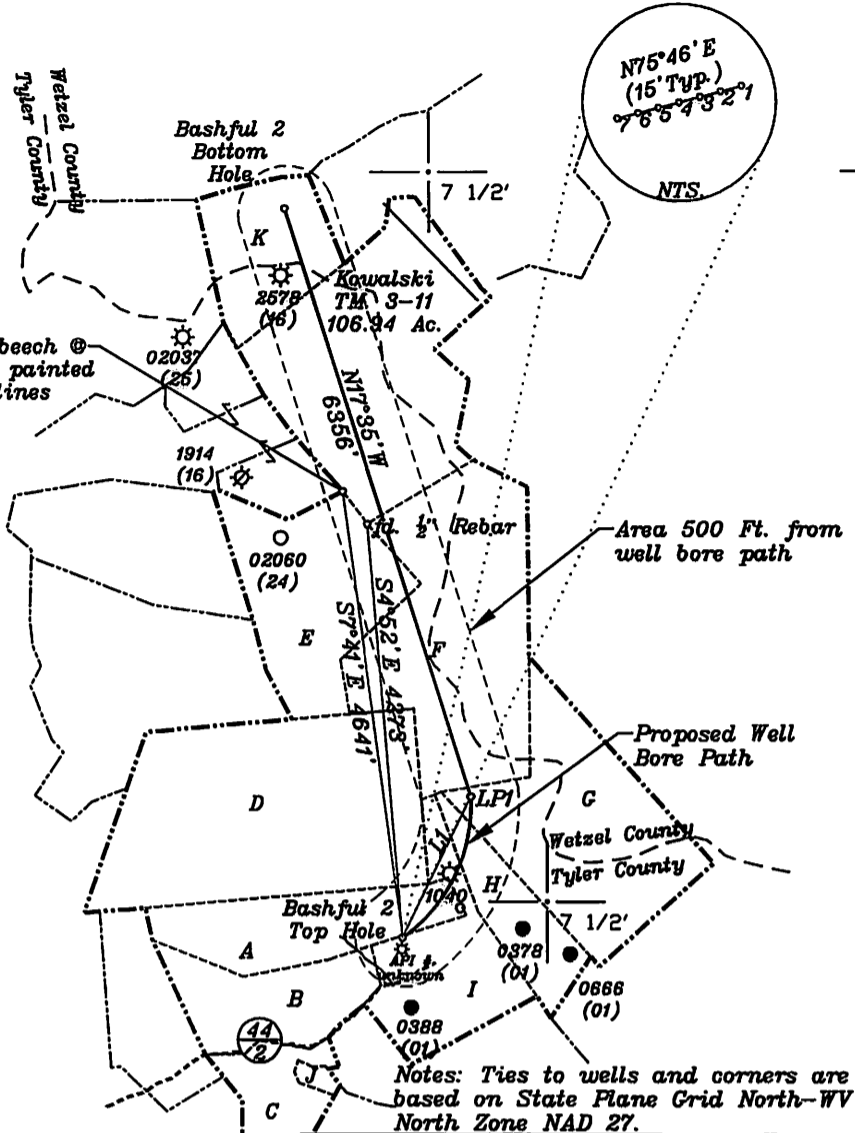 N75°46' E
(15' Typ.)
7 6 5 4 3 2 1
NTS.
Wetzel County
Tyler County
Bashful 2
Bottom
Hole
7 1/2'
K
2578
(16)
Kowalski
TM 3-11
106.94 Ac.
02037
(25)
beech @
painted
lines
N17°35' W
6356'
1914
(16)
fd. 1/2" Rebar
02060
(24)
Area 500 Ft. from
well bore path
E
S7°41' E 4641'
S4°52' E 4273'
F
Proposed Well
Bore Path
D
LP1
G
L1
Wetzel County
Tyler County
1040
H
Bashful 2
Top Hole
7 1/2'
A
API #.
unknown
0378
(01)
0666
(01)
B
I
0388
(01)
44
2
J
C
Notes: Ties to wells and corners are
based on State Plane Grid North-WV
North Zone NAD 27.